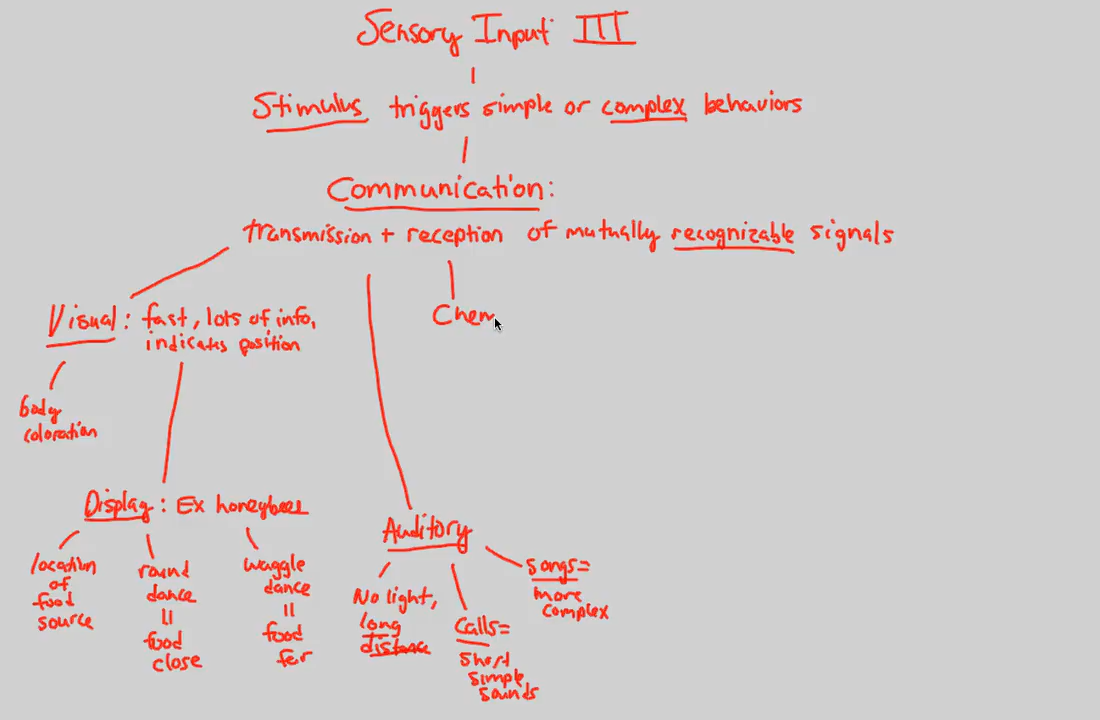 Sensory Input III
Stimulus triggers simple or complex behaviors
Communication:
transmission + reception of mutually recognizable signals
Visual: fast, lots of info,
indicates position
body
coloration
Display: Ex honeybees
location
of
food
source
round
dance
=
food
close
waggle
dance
=
food
far
Chem
Auditory
No light,
long
distance
Calls=
short
simple
sounds
songs=
more
complex